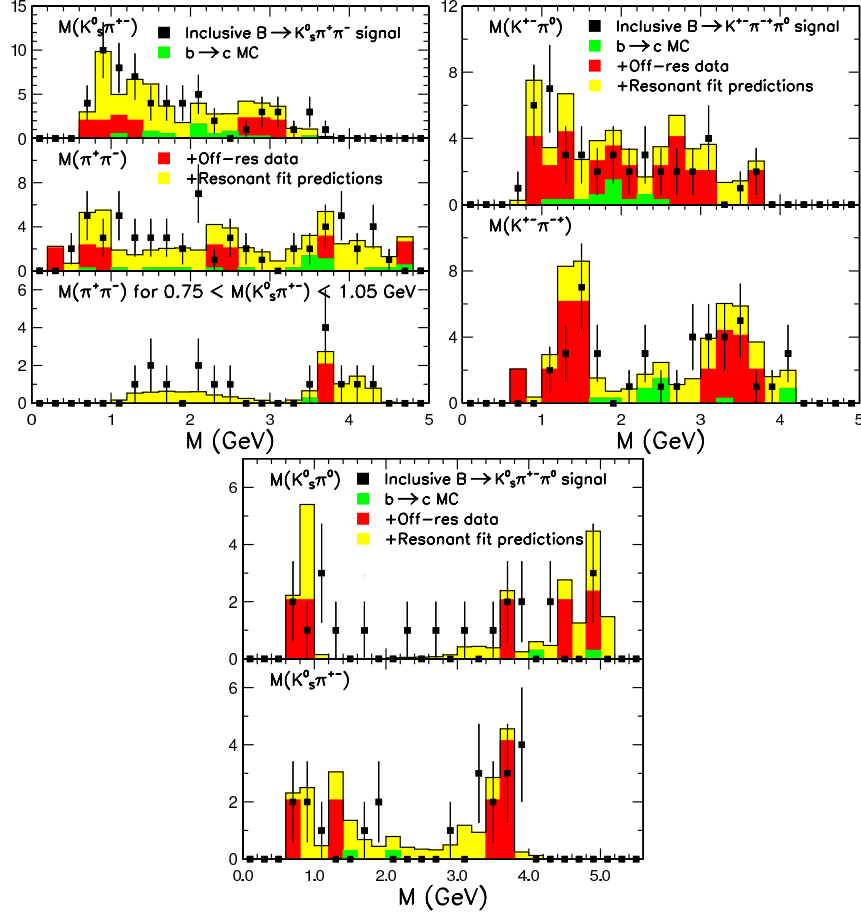 M(K⁰ₛπ⁺⁻)
Inclusive B→K⁰ₛπ⁺π⁻ signal
b→c MC
15
10
5
0
M(π⁺π⁻)
+Off-res data
+Resonant fit predictions
8
4
0
M(π⁺π⁻) for 0.75 < M(K⁰ₛπ⁺⁻) < 1.05 GeV
6
4
2
0
0 1 2 3 4 5
M (GeV)
M(K⁺⁻π⁰)
Inclusive B→K⁺⁻π⁻⁺π⁰ signal
b→c MC
+Off-res data
+Resonant fit predictions
12
8
4
0
M(K⁺⁻π⁻⁺)
8
4
0
0 1 2 3 4 5
M (GeV)
M(K⁰ₛπ⁰)
Inclusive B→K⁰ₛπ⁺⁻π⁰ signal
b→c MC
+Off-res data
+Resonant fit predictions
6
4
2
0
M(K⁰ₛπ⁺⁻)
6
4
2
0
0.0 1.0 2.0 3.0 4.0 5.0
M (GeV)